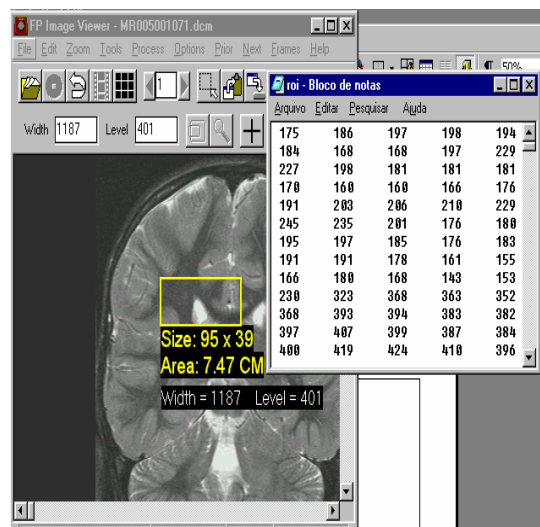 FP Image Viewer - MR005001071.dcm
File Edit Zoom Tools Process Options Prior Next Frames Help
1
Width 1187 Level 401
Size: 95 x 39
Area: 7.47 CM
Width = 1187 Level = 401
50%
roi - Bloco de notas
Arquivo Editar Pesquisar Ajuda
175 186 197 198 194
184 168 168 197 229
227 198 181 181 181
170 160 160 166 176
191 203 206 210 229
245 235 201 176 180
195 197 185 176 183
191 191 178 161 155
166 180 168 143 153
230 323 368 363 352
368 393 394 383 382
397 407 399 387 384
400 419 424 410 396